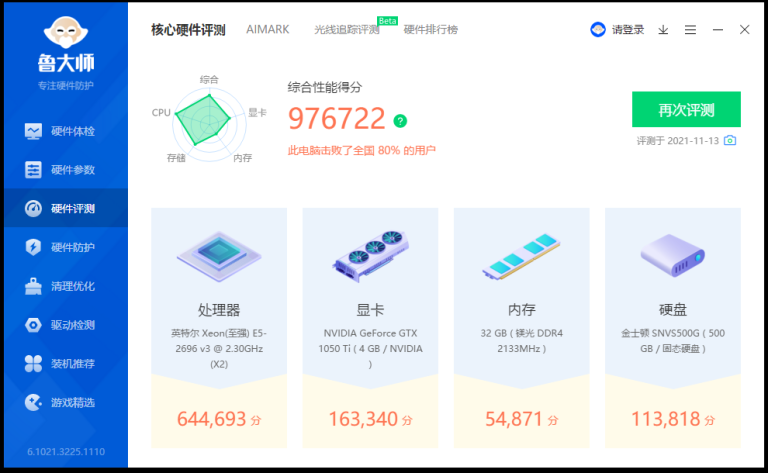 鲁大师
专注硬件防护
硬件体检
硬件参数
硬件评测
硬件防护
清理优化
驱动检测
装机推荐
游戏精选
6.1021.3225.1110
核心硬件评测 AIMARK 光线追踪评测 Beta 硬件排行榜 请登录
综合
CPU
显卡
存储
内存
综合性能得分
976722 ?
此电脑击败了全国 80% 的用户
再次评测
评测于 2021-11-13
处理器
英特尔 Xeon(至强) E5-
2696 v3 @ 2.30GHz
(X2)
644,693 分
显卡
NVIDIA GeForce GTX
1050 Ti ( 4 GB / NVIDIA
)
163,340 分
内存
32 GB ( 镁光 DDR4
2133MHz )
54,871 分
硬盘
金士顿 SNVS500G ( 500
GB / 固态硬盘 )
113,818 分